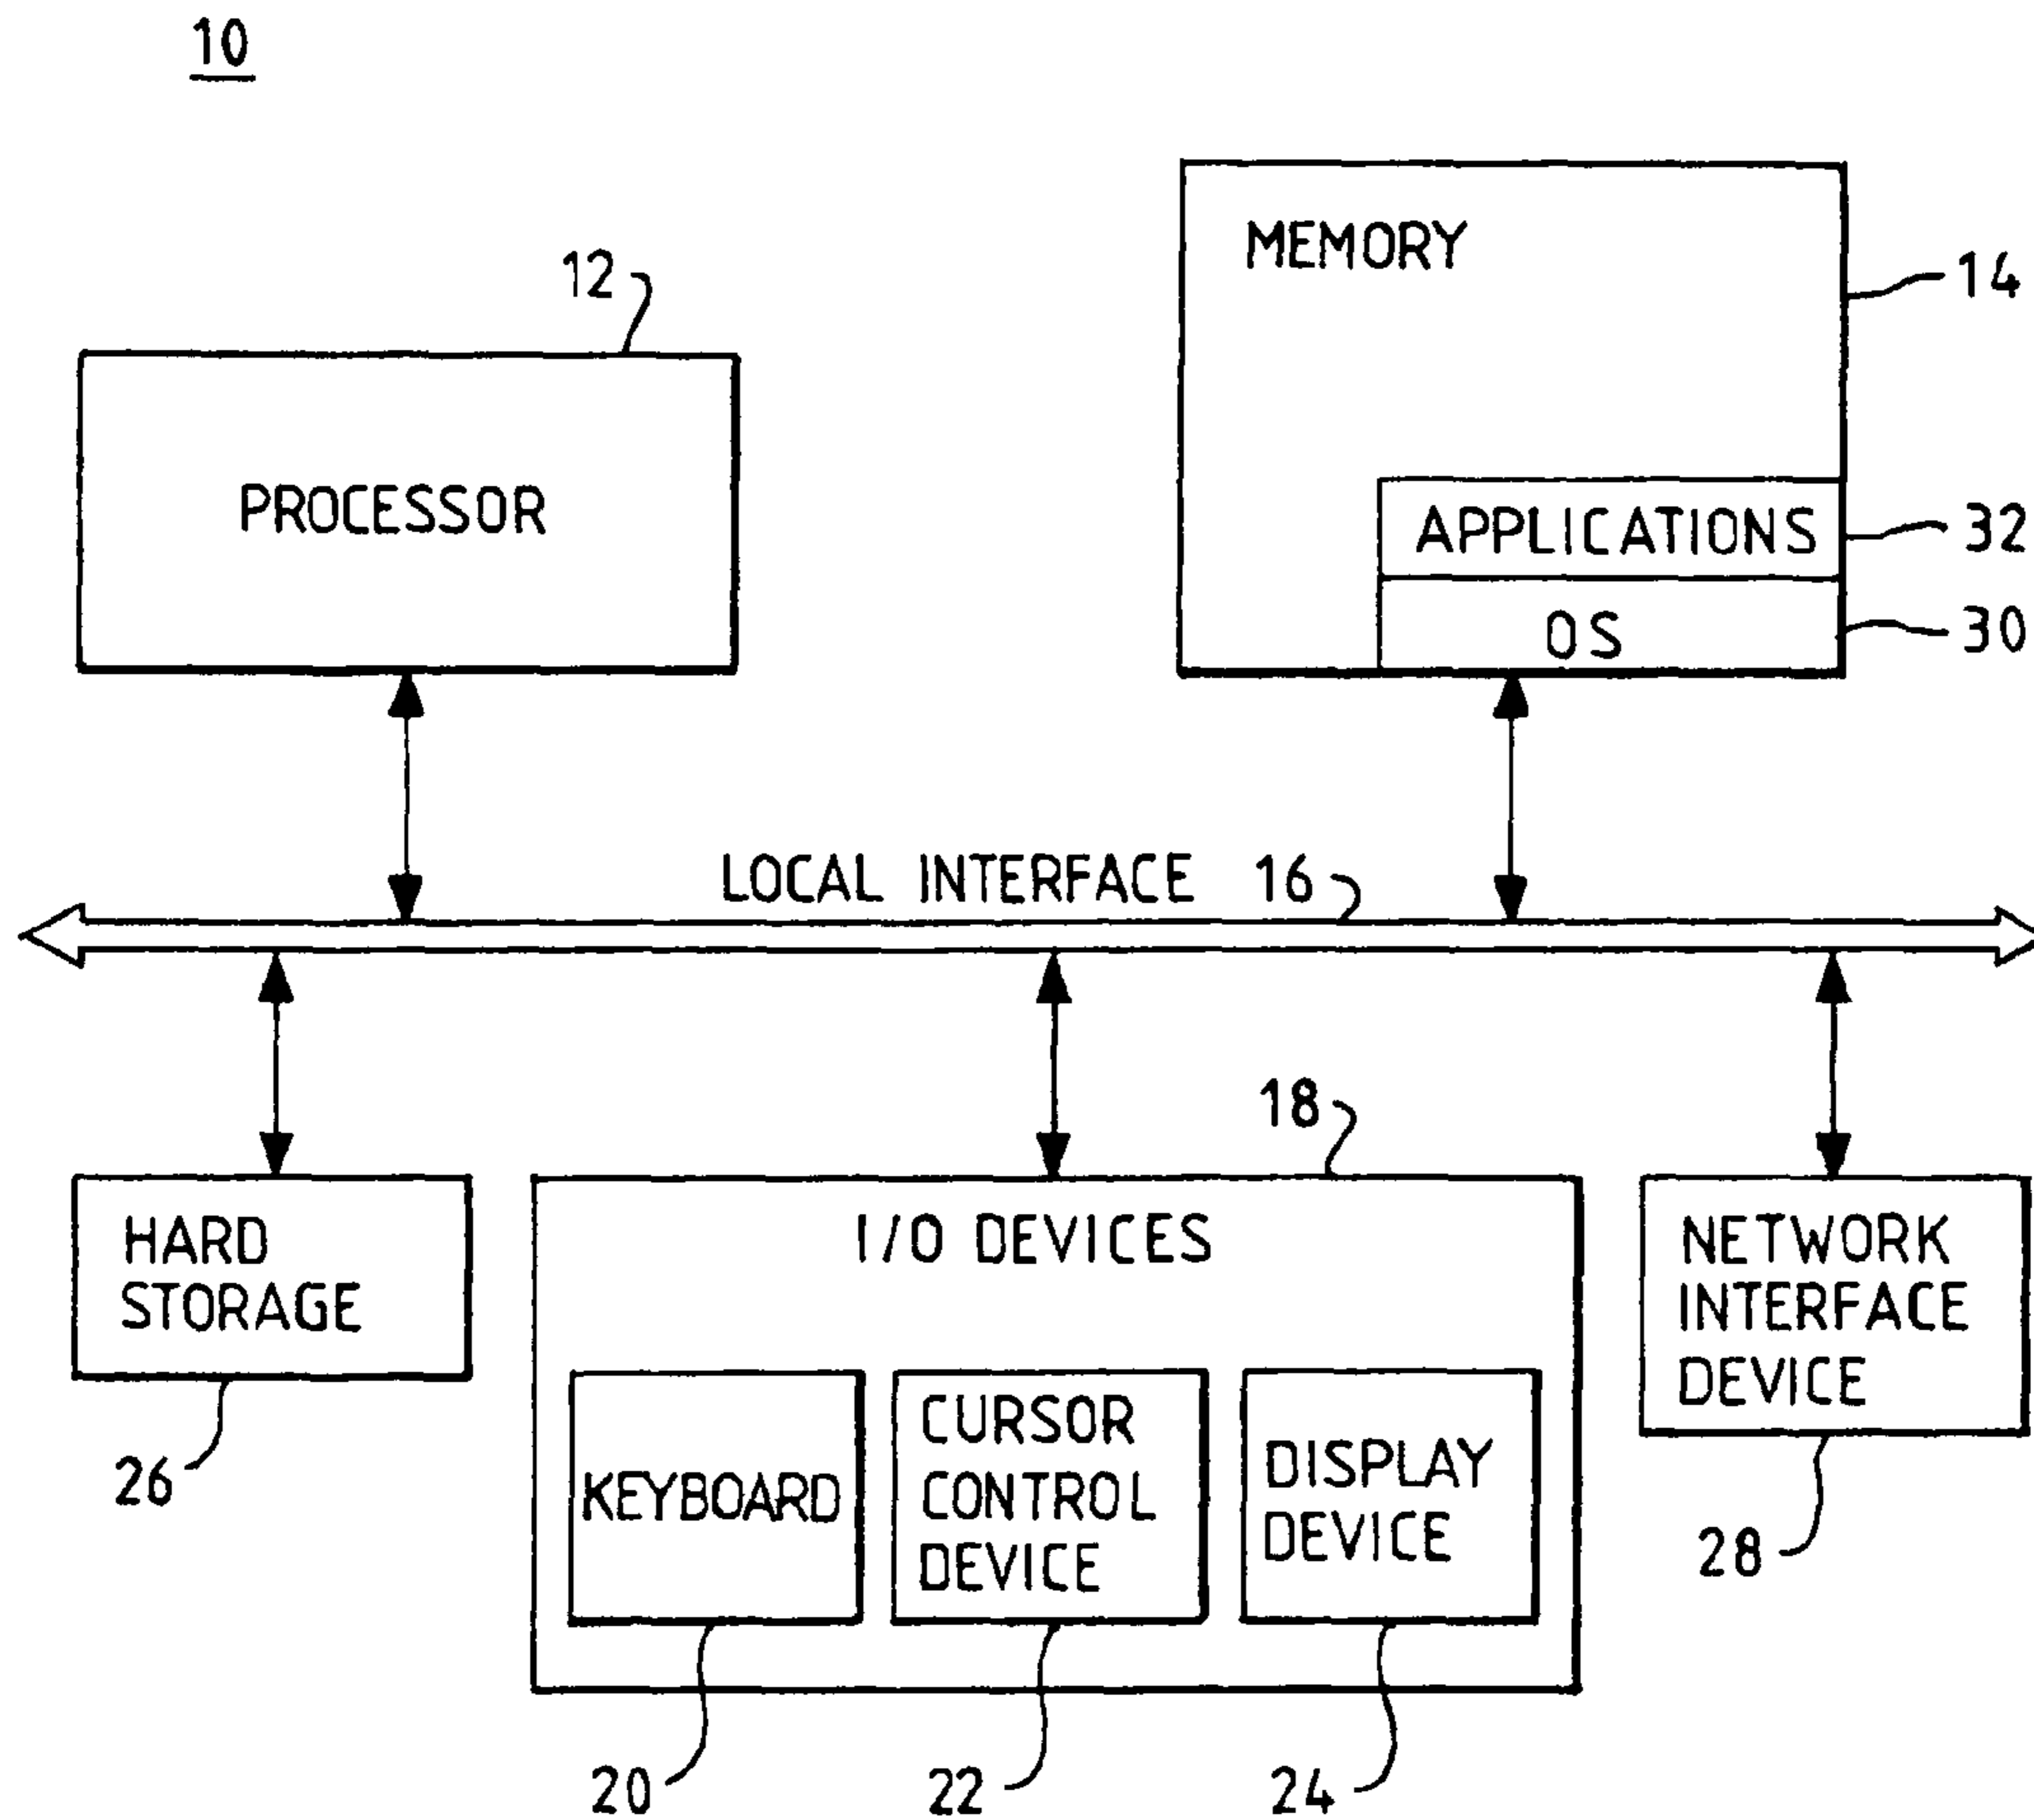 10
MEMORY
12
14
PROCESSOR
APPLICATIONS
32
OS
30
LOCAL INTERFACE
16
18
I/O DEVICES
HARD
STORAGE
NETWORK
INTERFACE
DEVICE
26
KEYBOARD
CURSOR
CONTROL
DEVICE
DISPLAY
DEVICE
28
20
22
24